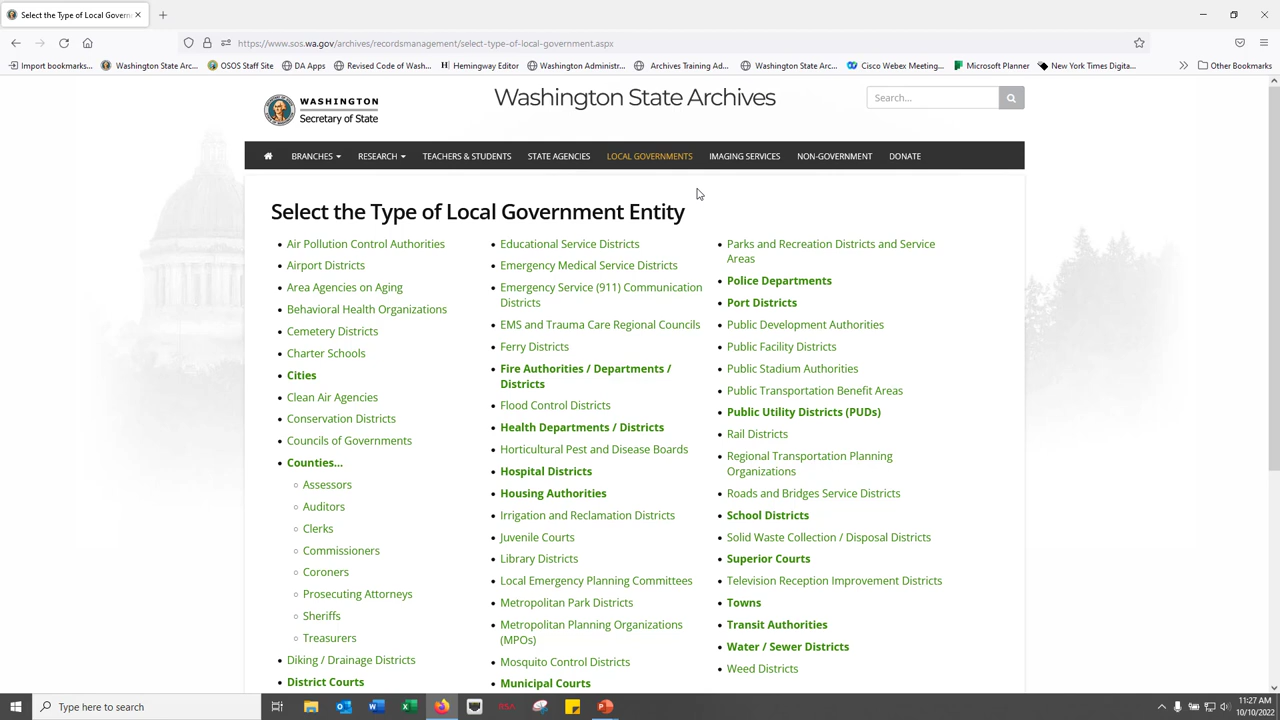 Select the Type of Local Govern
https://www.sos.wa.gov/archives/recordsmanagement/select-type-of-local-government.aspx
Import bookmarks... Washington State Arc... OSOS Staff Site DA Apps Revised Code of Wash... Hemingway Editor Washington Administr... Archives Training Ad... Washington State Arc... Cisco Webex Meeting... Microsoft Planner New York Times Digita... Other Bookmarks
WASHINGTON
Secretary of State
Washington State Archives
Search...
BRANCHES RESEARCH TEACHERS & STUDENTS STATE AGENCIES LOCAL GOVERNMENTS IMAGING SERVICES NON-GOVERNMENT DONATE
Select the Type of Local Government Entity
Air Pollution Control Authorities
Airport Districts
Area Agencies on Aging
Behavioral Health Organizations
Cemetery Districts
Charter Schools
Cities
Clean Air Agencies
Conservation Districts
Councils of Governments
Counties...
Assessors
Auditors
Clerks
Commissioners
Coroners
Prosecuting Attorneys
Sheriffs
Treasurers
Diking / Drainage Districts
District Courts
Educational Service Districts
Emergency Medical Service Districts
Emergency Service (911) Communication
Districts
EMS and Trauma Care Regional Councils
Ferry Districts
Fire Authorities / Departments /
Districts
Flood Control Districts
Health Departments / Districts
Horticultural Pest and Disease Boards
Hospital Districts
Housing Authorities
Irrigation and Reclamation Districts
Juvenile Courts
Library Districts
Local Emergency Planning Committees
Metropolitan Park Districts
Metropolitan Planning Organizations
(MPOs)
Mosquito Control Districts
Municipal Courts
Parks and Recreation Districts and Service
Areas
Police Departments
Port Districts
Public Development Authorities
Public Facility Districts
Public Stadium Authorities
Public Transportation Benefit Areas
Public Utility Districts (PUDs)
Rail Districts
Regional Transportation Planning
Organizations
Roads and Bridges Service Districts
School Districts
Solid Waste Collection / Disposal Districts
Superior Courts
Television Reception Improvement Districts
Towns
Transit Authorities
Water / Sewer Districts
Weed Districts
Type here to search
11:27 AM
10/10/2022